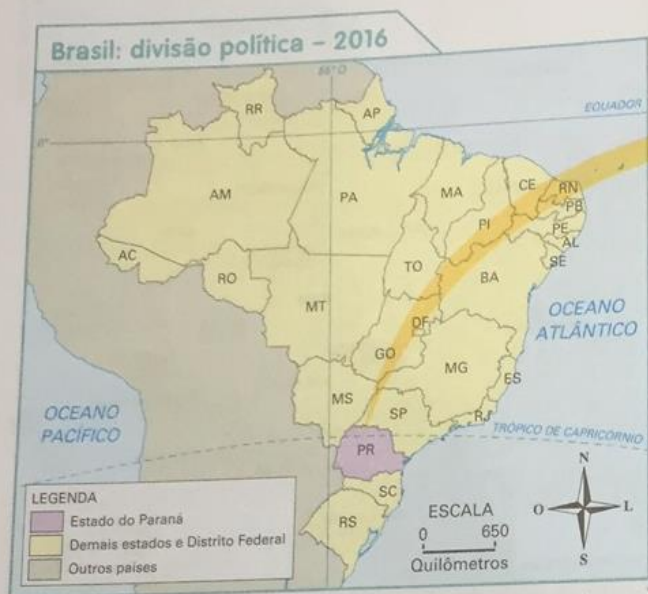 Brasil: divisão política – 2016
55° O
EQUADOR
0°
RR
AP
AM
PA
MA
CE
RN
PB
PI
PE
AL
SE
AC
RO
TO
BA
MT
DF
GO
MG
ES
MS
SP
RJ
PR
SC
RS
OCEANO
ATLÂNTICO
OCEANO
PACÍFICO
TRÓPICO DE CAPRICÓRNIO
LEGENDA
Estado do Paraná
Demais estados e Distrito Federal
Outros países
ESCALA
0 650
Quilômetros
N
O L
S